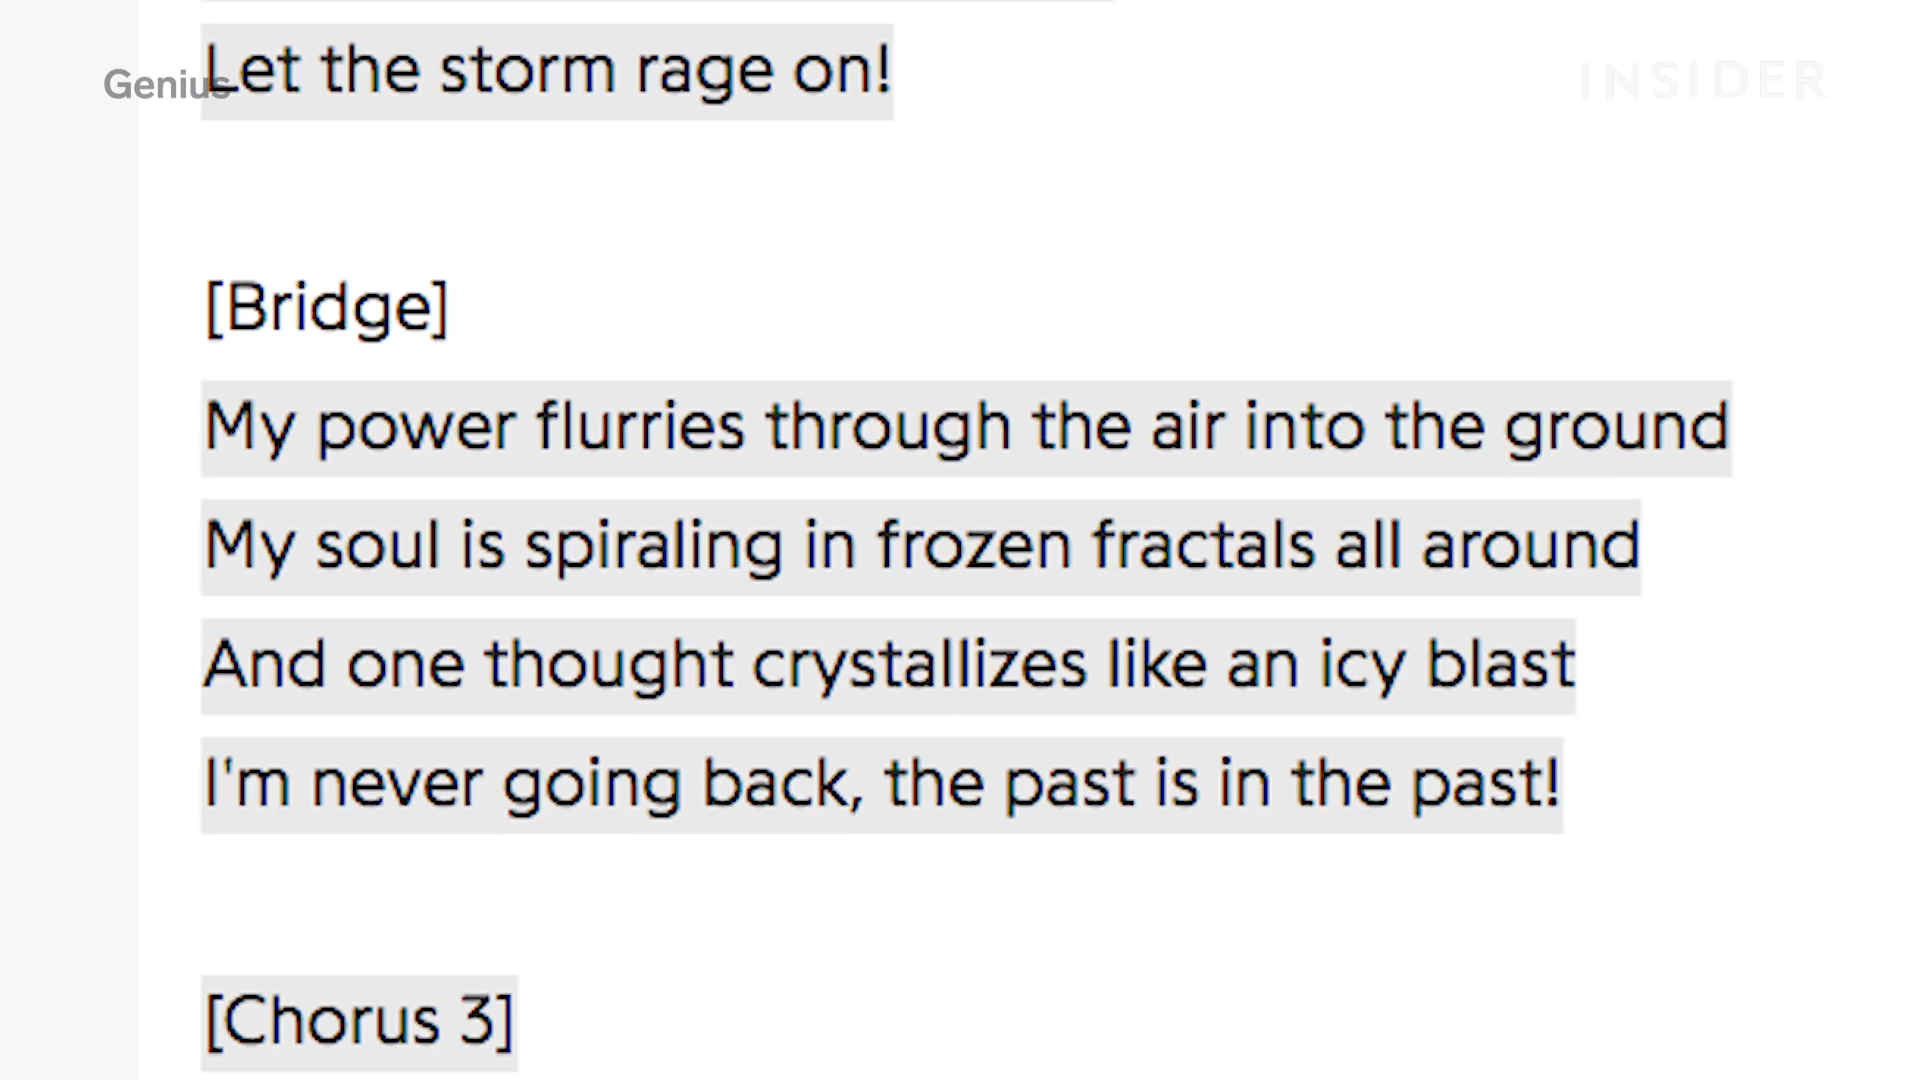 Let the storm rage on!
Genius
INSIDER
[Bridge]
My power flurries through the air into the ground
My soul is spiraling in frozen fractals all around
And one thought crystallizes like an icy blast
I'm never going back, the past is in the past!
[Chorus 3]